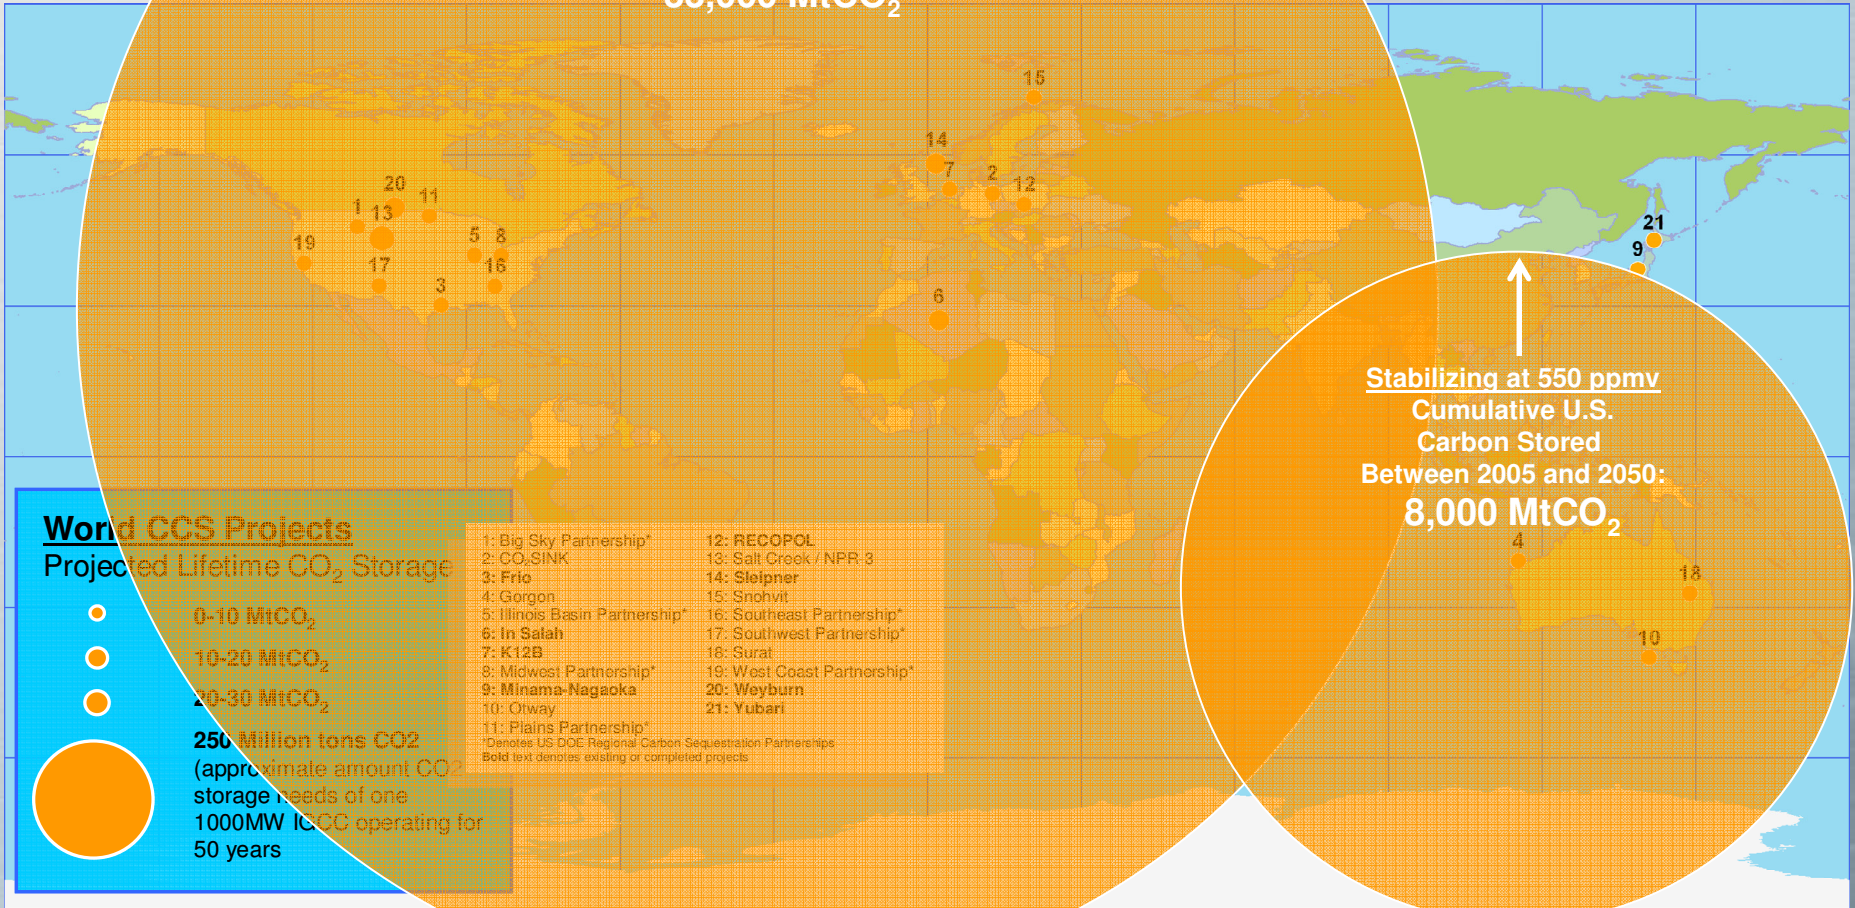 MtCO2
15
14
7
2
12
20
11
1
13
19
5
8
17
16
3
6
21
9
Stabilizing at 550 ppmv
Cumulative U.S.
Carbon Stored
Between 2005 and 2050:
8,000 MtCO2
4
18
10
World CCS Projects
Projected Lifetime CO2 Storage
0-10 MtCO2
10-20 MtCO2
20-30 MtCO2
250 Million tons CO2
(approximate amount CO2
storage needs of one
1000MW IGCC operating for
50 years
1: Big Sky Partnership*
2: CO2SINK
3: Frio
4: Gorgon
5: Illinois Basin Partnership*
6: In Salah
7: K12B
8: Midwest Partnership*
9: Minama-Nagaoka
10: Otway
11: Plains Partnership*
12: RECOPOL
13: Salt Creek / NPR-3
14: Sleipner
15: Snohvit
16: Southeast Partnership*
17: Southwest Partnership*
18: Surat
19: West Coast Partnership*
20: Weyburn
21: Yubari
*Denotes US DOE Regional Carbon Sequestration Partnerships
Bold text denotes existing or completed projects